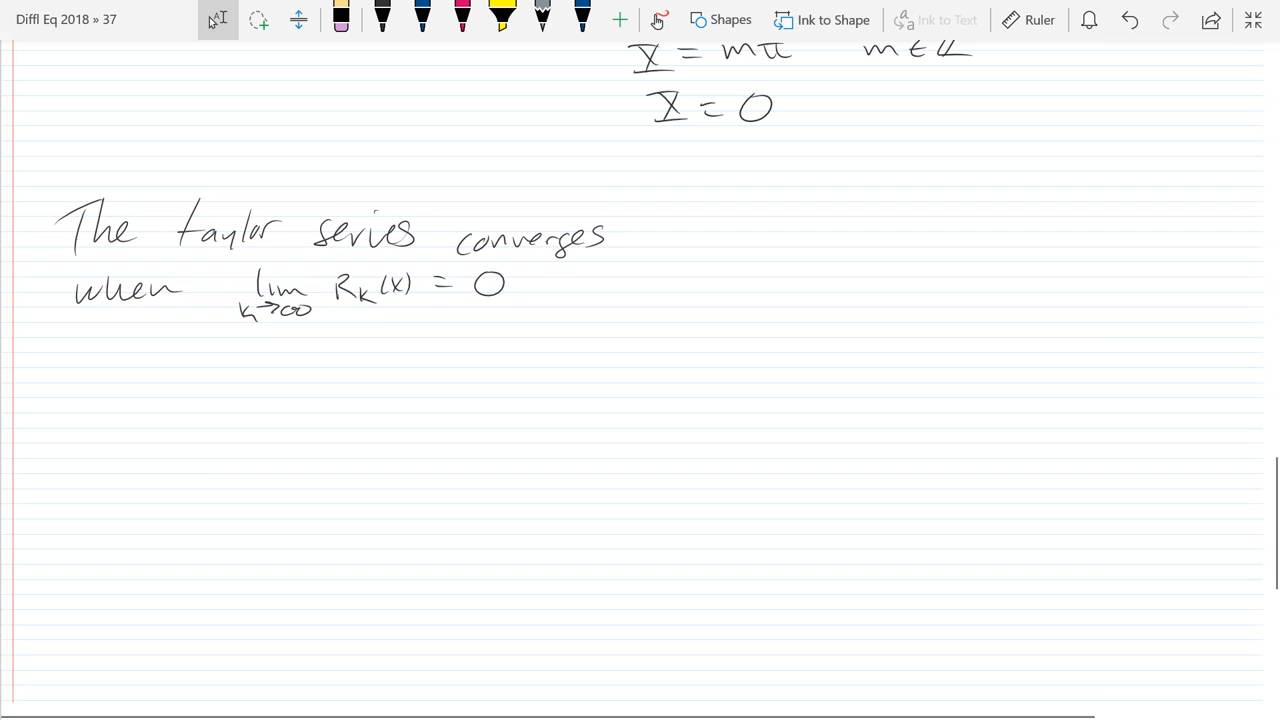 Diffl Eq 2018 » 37
Shapes
Ink to Shape
Ink to Text
Ruler
X = mπ m ∈ ℤ
X = 0
The taylor series converges
when lim R_k(x) = 0
k→∞